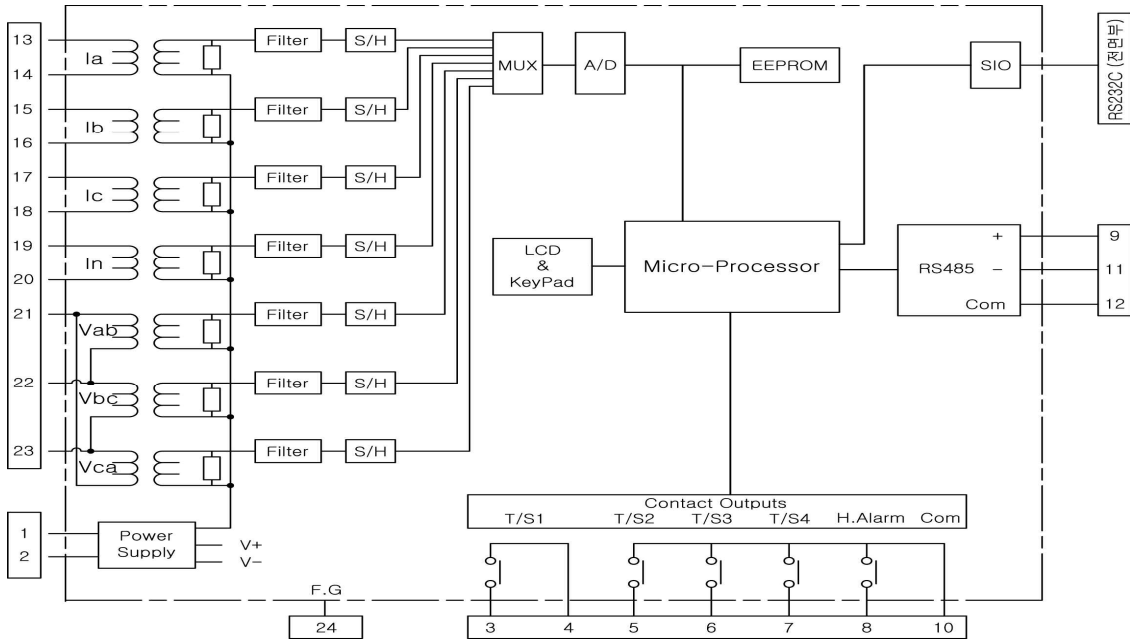 13
Ia
14
Filter
S/H
15
Ib
16
Filter
S/H
17
Ic
18
Filter
S/H
19
In
20
Filter
S/H
21
Vab
Filter
S/H
22
Vbc
Filter
S/H
23
Vca
Filter
S/H
MUX
A/D
EEPROM
SIO
RS232C (전면부)
LCD
&
KeyPad
Micro-Processor
RS485
+
-
Com
9
11
12
1
2
Power
Supply
V+
V-
F.G
24
Contact Outputs
T/S1 T/S2 T/S3 T/S4 H.Alarm Com
3 4 5 6 7 8 10